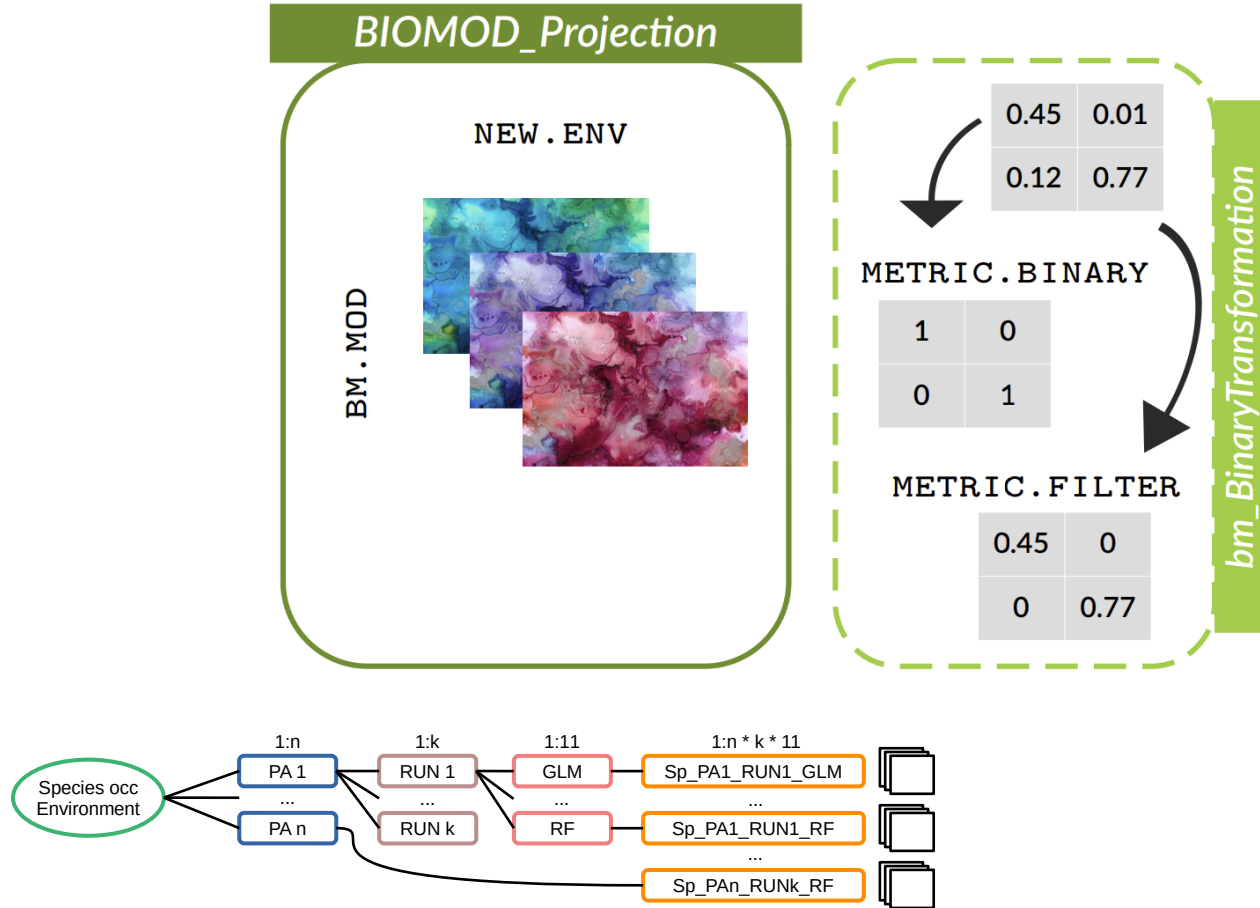 BIOMOD_Projection
NEW.ENV
BM.MOD
0.45 0.01
0.12 0.77
METRIC.BINARY
1 0
0 1
METRIC.FILTER
0.45 0
0 0.77
bm_BinaryTransformation
1:n 1:k 1:11 1:n * k * 11
Species occ
Environment
PA 1 RUN 1 GLM Sp_PA1_RUN1_GLM
... ... ... ...
PA n RUN k RF Sp_PA1_RUN1_RF
...
Sp_PAn_RUNk_RF